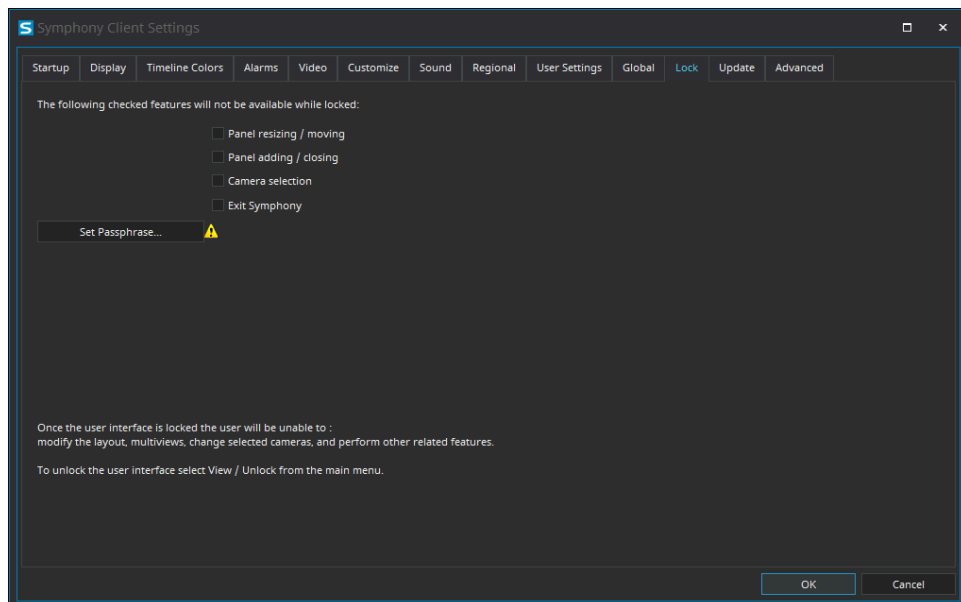 S Symphony Client Settings
Startup Display Timeline Colors Alarms Video Customize Sound Regional User Settings Global Lock Update Advanced
The following checked features will not be available while locked:
Panel resizing / moving
Panel adding / closing
Camera selection
Exit Symphony
Set Passphrase...
Once the user interface is locked the user will be unable to :
modify the layout, multiviews, change selected cameras, and perform other related features.
To unlock the user interface select View / Unlock from the main menu.
OK Cancel